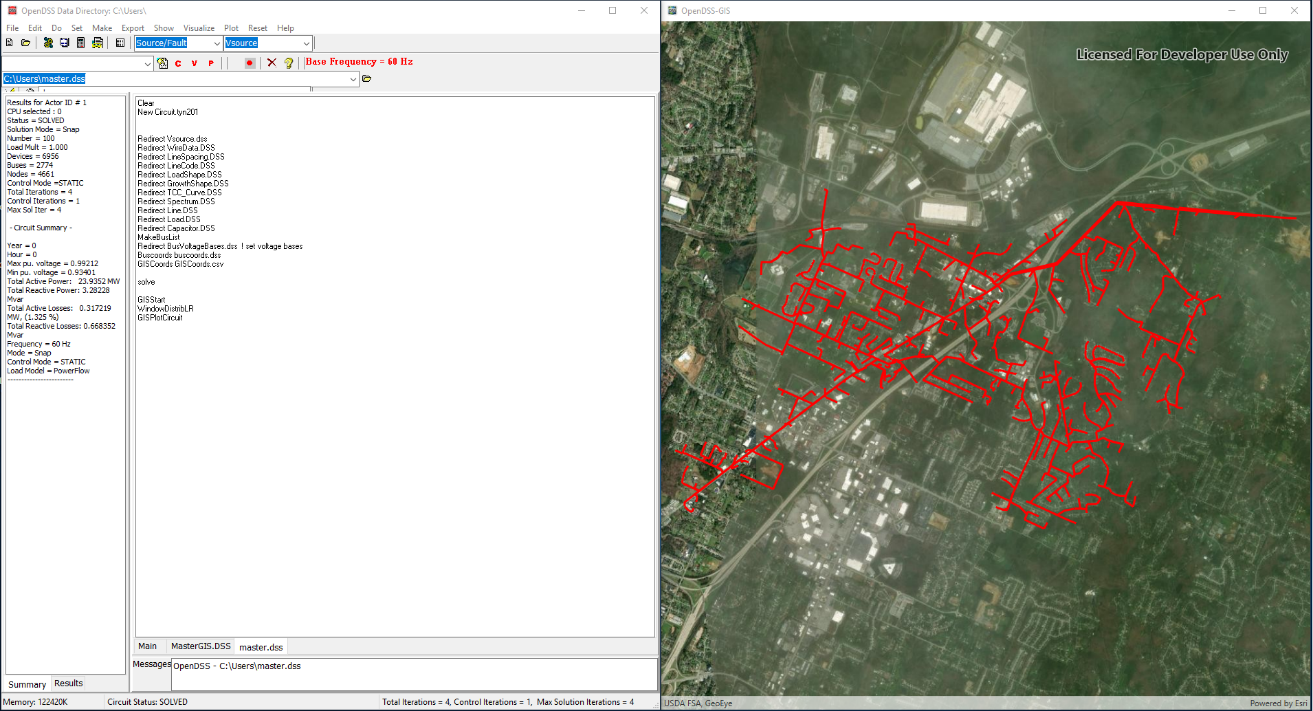 OpenDSS Data Directory: C:\Users\
File Edit Do Set Make Export Show Visualize Plot Reset Help
Source/Fault Vsource
C V P Base Frequency = 60 Hz
C:\Users\master.dss
Results for Actor ID # 1
CPU selected : 0
Status = SOLVED
Solution Mode = Snap
Number = 100
Load Mult = 1.000
Devices = 6956
Buses = 2774
Nodes = 4661
Control Mode =STATIC
Total Iterations = 4
Control Iterations = 1
Max Sol Iter = 4
- Circuit Summary -
Year = 0
Hour = 0
Max pu. voltage = 0.99212
Min pu. voltage = 0.93401
Total Active Power: 23.9352 MW
Total Reactive Power: 3.28228
Mvar
Total Active Losses: 0.317219
MW, (1.325 %)
Total Reactive Losses: 0.668352
Mvar
Frequency = 60 Hz
Mode = Snap
Control Mode = STATIC
Load Model = PowerFlow
------------------------
Summary Results
Clear
New Circuit.tyn201
Redirect Vsource.dss
Redirect WireData.DSS
Redirect LineSpacing.DSS
Redirect LineCode.DSS
Redirect LoadShape.DSS
Redirect GrowthShape.DSS
Redirect TCC_Curve.DSS
Redirect Spectrum.DSS
Redirect Line.DSS
Redirect Load.DSS
Redirect Capacitor.DSS
MakeBusList
Redirect BusVoltageBases.dss ! set voltage bases
Buscoords buscoords.dss
GISCoords GISCoords.csv
solve
GISStart
WindowDistribLR
GISPlotCircuit
Main MasterGIS.DSS master.dss
Messages OpenDSS - C:\Users\master.dss
Memory: 122420K Circuit Status: SOLVED Total Iterations = 4, Control Iterations = 1, Max Solution Iterations = 4
OpenDSS-GIS
Licensed For Developer Use Only
USDA FSA, GeoEye Powered by Esri